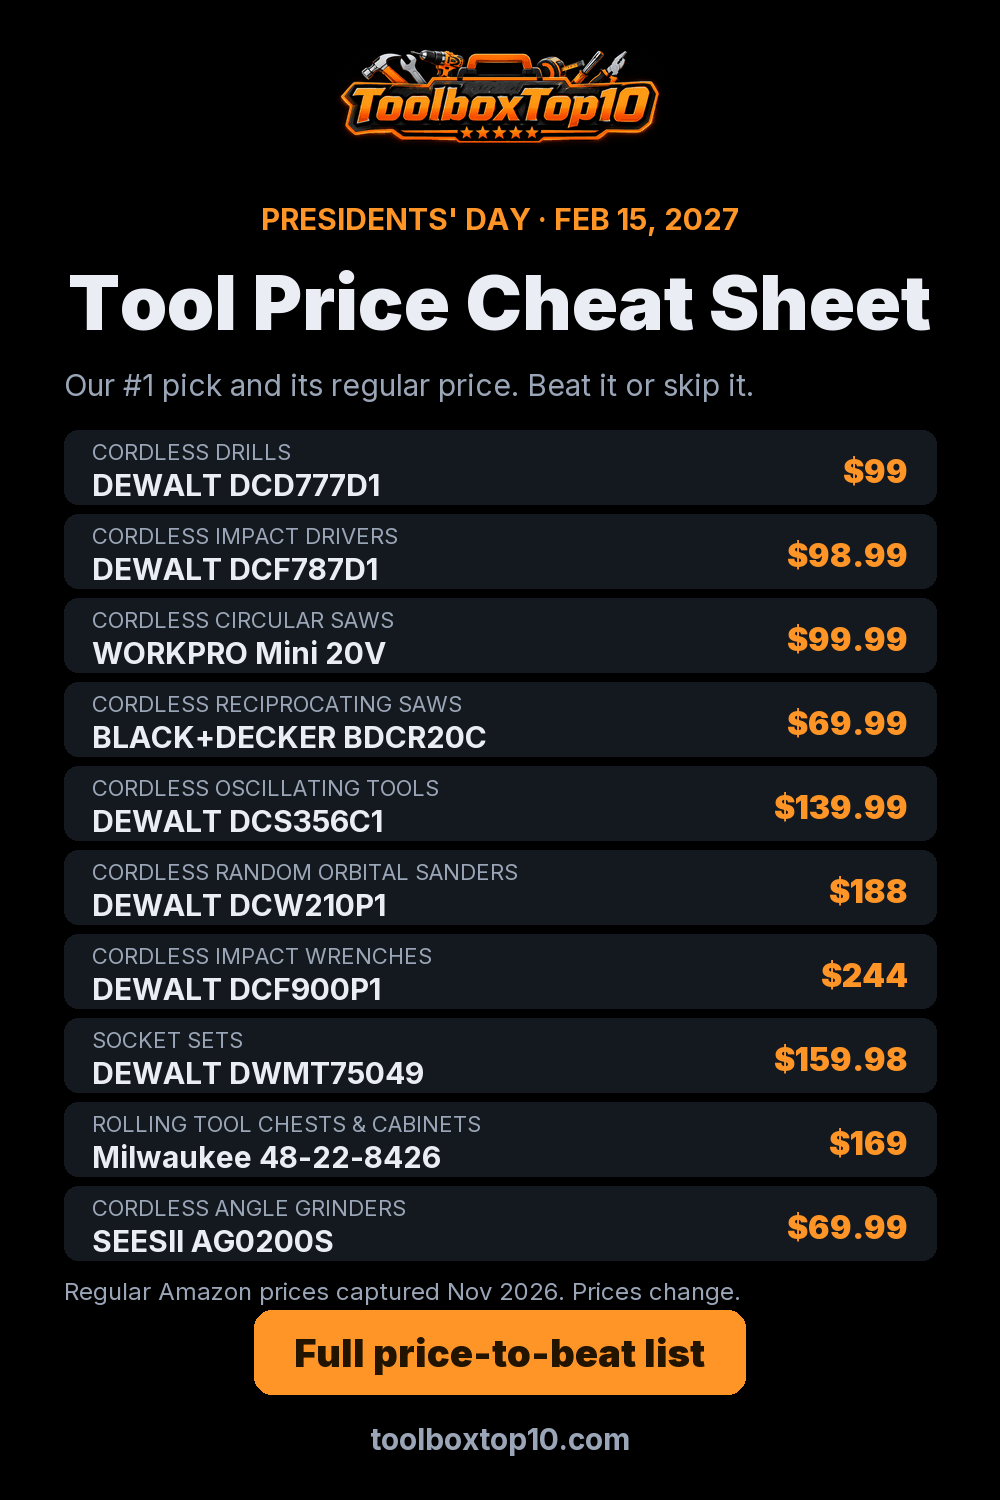 ToolboxTop10
PRESIDENTS' DAY · FEB 15, 2027
Tool Price Cheat Sheet
Our #1 pick and its regular price. Beat it or skip it.
CORDLESS DRILLS
DEWALT DCD777D1
$99
CORDLESS IMPACT DRIVERS
DEWALT DCF787D1
$98.99
CORDLESS CIRCULAR SAWS
WORKPRO Mini 20V
$99.99
CORDLESS RECIPROCATING SAWS
BLACK+DECKER BDCR20C
$69.99
CORDLESS OSCILLATING TOOLS
DEWALT DCS356C1
$139.99
CORDLESS RANDOM ORBITAL SANDERS
DEWALT DCW210P1
$188
CORDLESS IMPACT WRENCHES
DEWALT DCF900P1
$244
SOCKET SETS
DEWALT DWMT75049
$159.98
ROLLING TOOL CHESTS & CABINETS
Milwaukee 48-22-8426
$169
CORDLESS ANGLE GRINDERS
SEESII AG0200S
$69.99
Regular Amazon prices captured Nov 2026. Prices change.
Full price-to-beat list
toolboxtop10.com